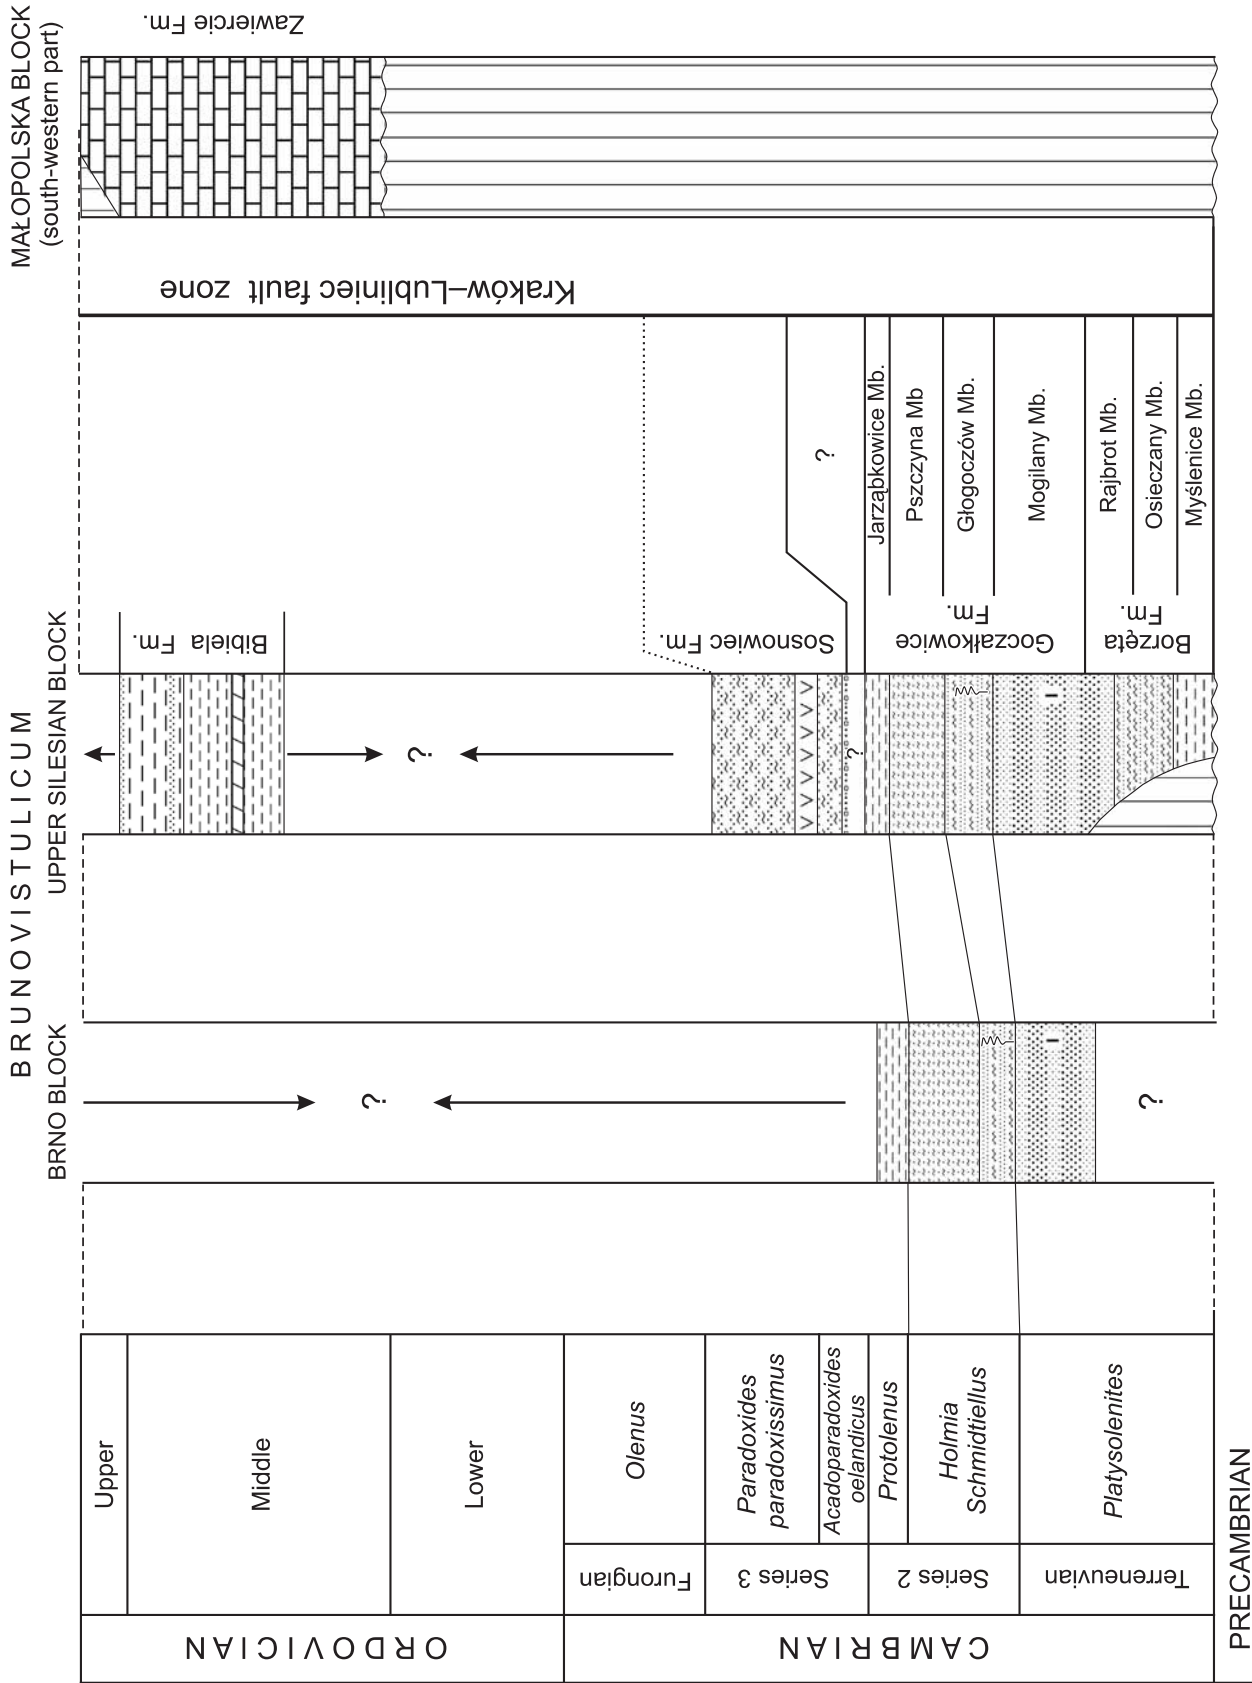 BRUNOVISTULICUM
BRNO BLOCK
UPPER SILESIAN BLOCK
MAŁOPOLSKA BLOCK
(south-western part)
ORDOVICIAN
Upper
Middle
Lower
CAMBRIAN
Furongian
Olenus
Series 3
Paradoxides
paradoxissimus
Acadoparadoxides
oelandicus
Series 2
Protolenus
Holmia
Schmidtiellus
Terreneuvian
Platysolenites
PRECAMBRIAN
?
?
?
?
Bibiela
Fm.
Sosnowiec Fm.
?
Goczałkowice
Fm.
Jarząbkowice Mb.
Pszczyna Mb
Głogoczów Mb.
Mogilany Mb.
Borzęta
Fm.
Rajbrot Mb.
Osieczany Mb.
Myślenice Mb.
Kraków–Lubliniec fault zone
Zawiercie Fm.